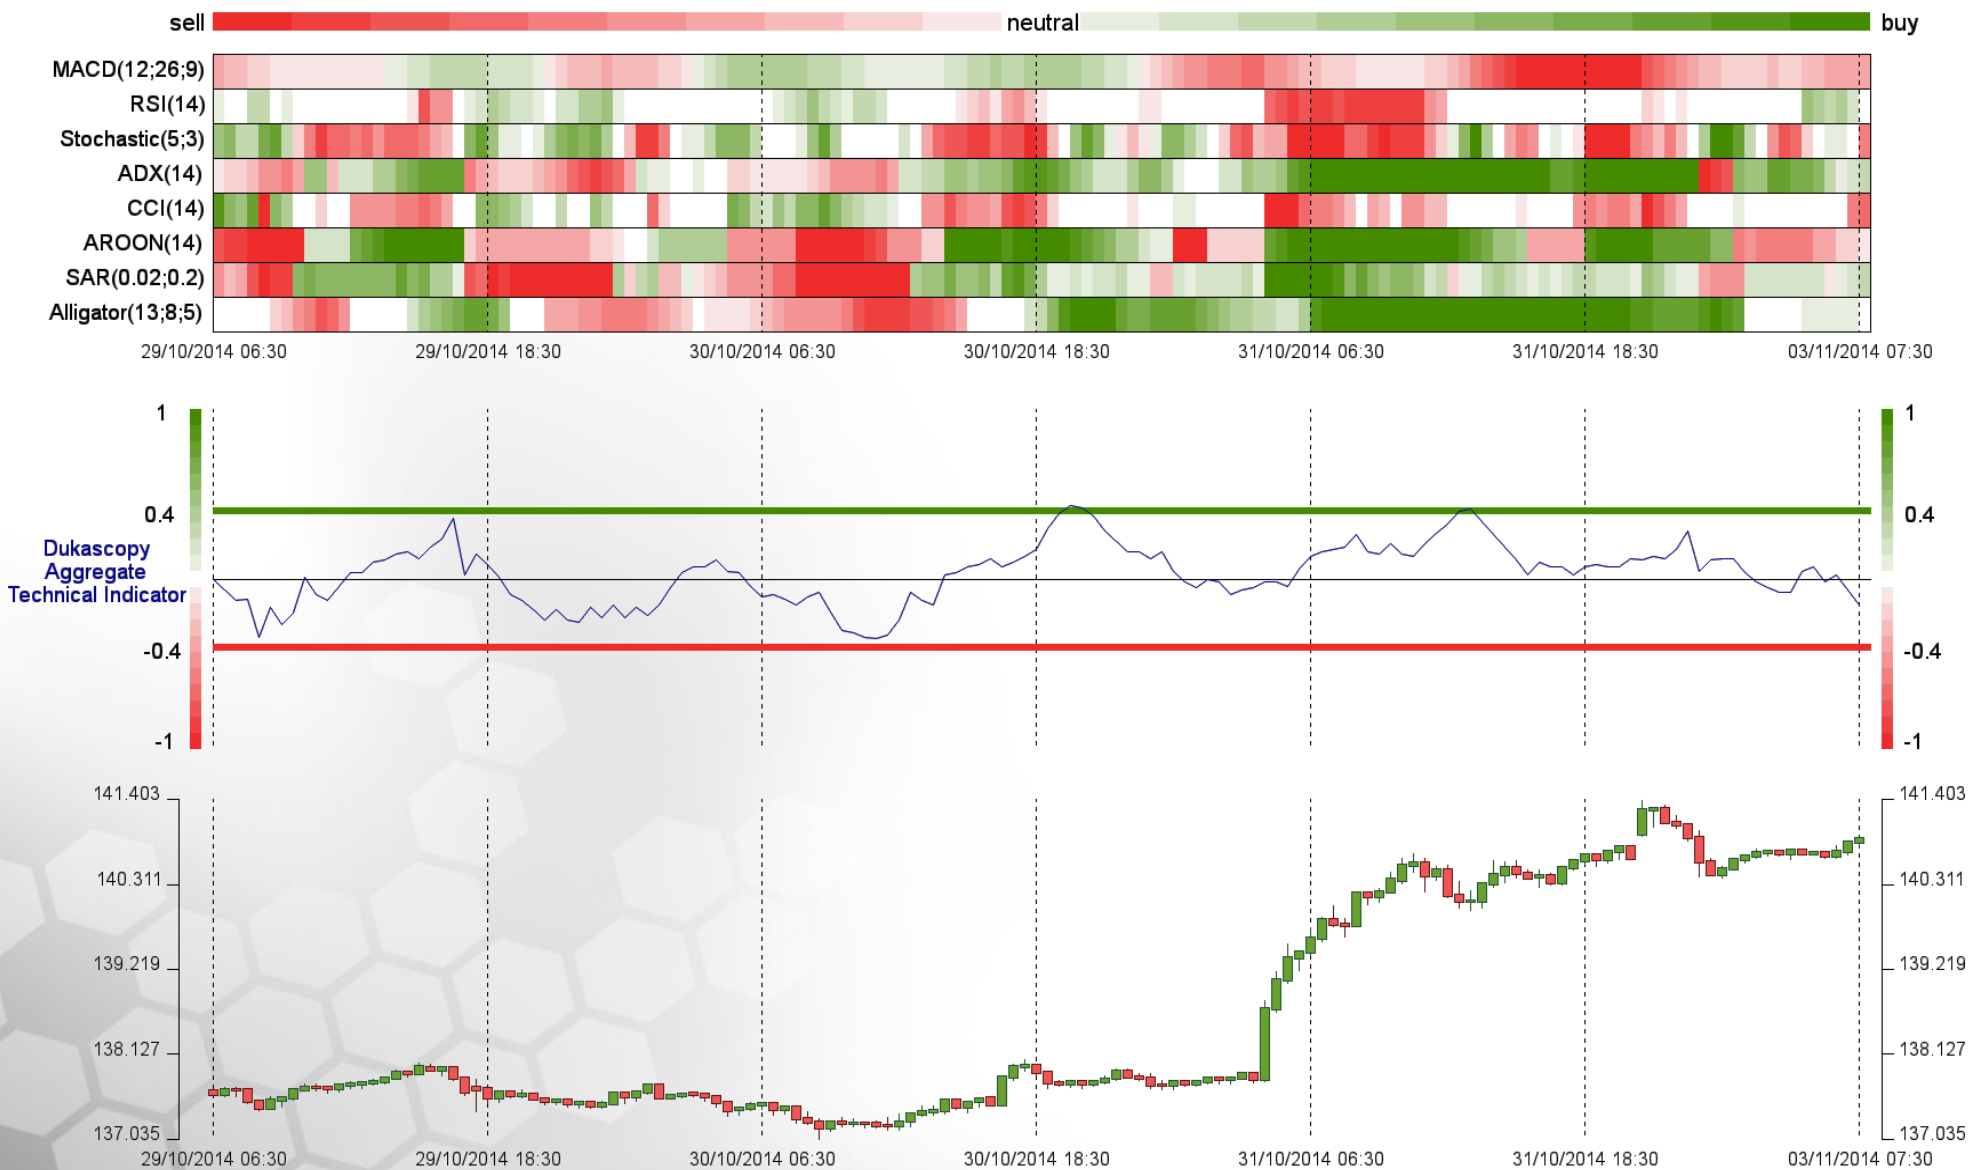 sell neutral buy
MACD(12;26;9)
RSI(14)
Stochastic(5;3)
ADX(14)
CCI(14)
AROON(14)
SAR(0.02;0.2)
Alligator(13;8;5)
29/10/2014 06:30 29/10/2014 18:30 30/10/2014 06:30 30/10/2014 18:30 31/10/2014 06:30 31/10/2014 18:30 03/11/2014 07:30
1 1
0.4 0.4
Dukascopy
Aggregate
Technical Indicator
-0.4 -0.4
-1 -1
141.403 141.403
140.311 140.311
139.219 139.219
138.127 138.127
137.035 137.035
29/10/2014 06:30 29/10/2014 18:30 30/10/2014 06:30 30/10/2014 18:30 31/10/2014 06:30 31/10/2014 18:30 03/11/2014 07:30